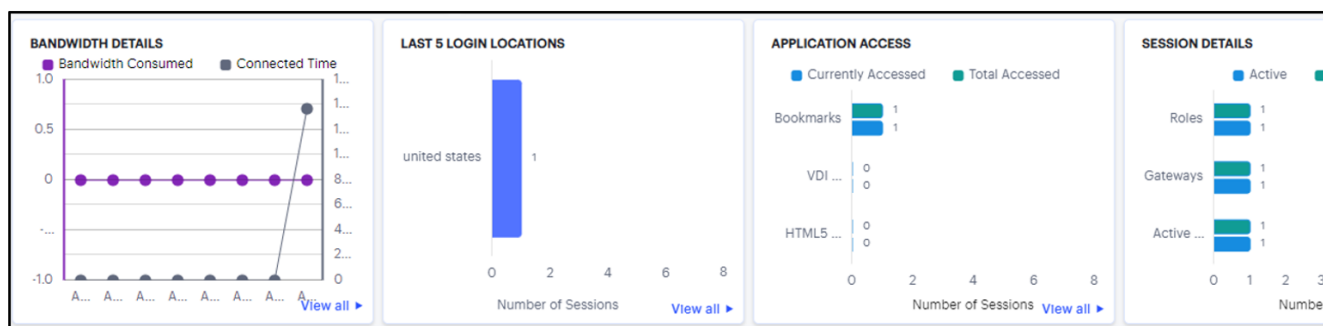 BANDWIDTH DETAILS
Bandwidth Consumed Connected Time
1.0 1...
1...
0.5 1...
1...
0 8...
6...
-... 4...
2...
-1.0 0
A... A... A... A... A... A... A... A...
View all
LAST 5 LOGIN LOCATIONS
united states 1
0 2 4 6 8
Number of Sessions
View all
APPLICATION ACCESS
Currently Accessed Total Accessed
Bookmarks 1
1
VDI ... 0
0
HTML5 ... 0
0
0 2 4 6 8
Number of Sessions View all
SESSION DETAILS
Active
Roles 1
1
Gateways 1
1
Active ... 1
1
0 1 2